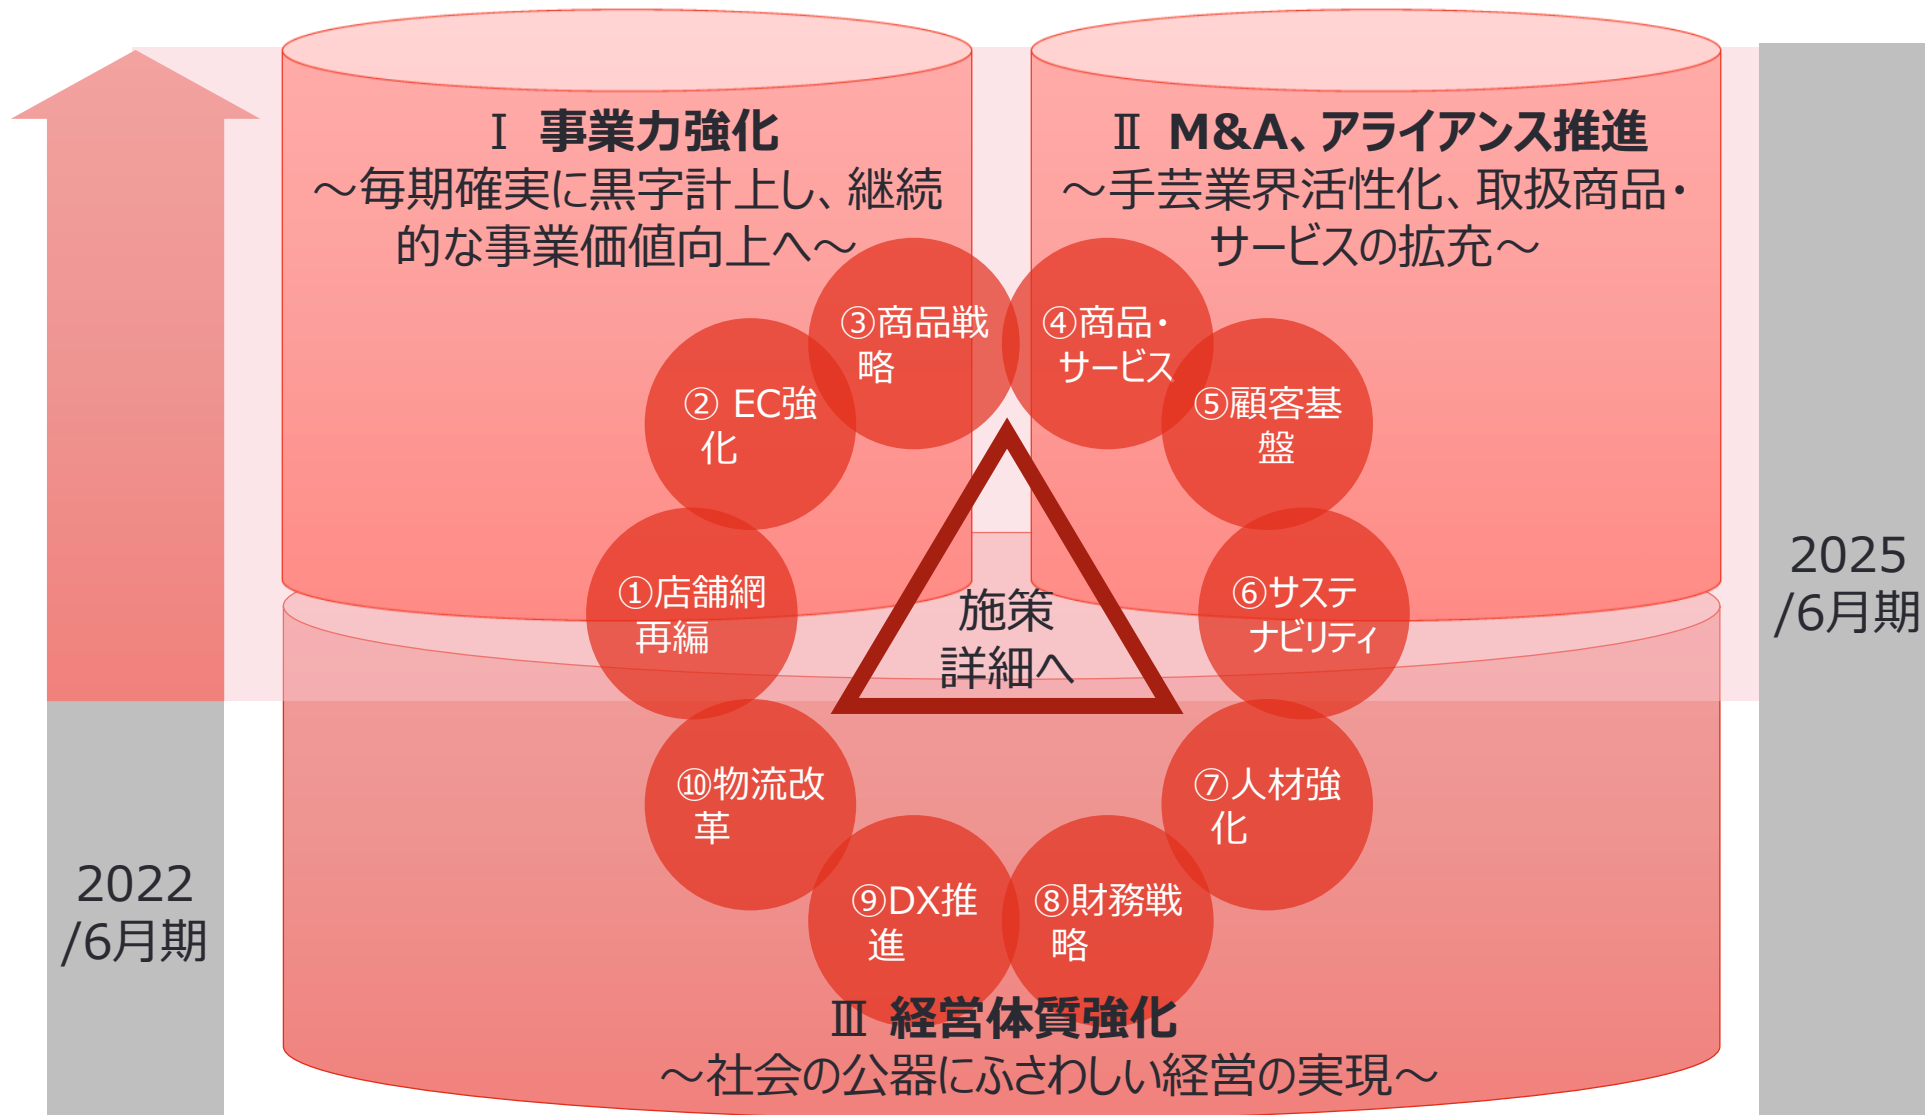 Ⅰ 事業力強化
～毎期確実に黒字計上し、継続
的な事業価値向上へ～
Ⅱ M&A、アライアンス推進
～手芸業界活性化、取扱商品・
サービスの拡充～
③商品戦
略
④商品・
サービス
② EC強
化
⑤顧客基
盤
①店舗網
再編
施策
詳細へ
⑥サステ
ナビリティ
2025
/6月期
⑩物流改
革
⑦人材強
化
2022
/6月期
⑨DX推
進
⑧財務戦
略
Ⅲ 経営体質強化
～社会の公器にふさわしい経営の実現～